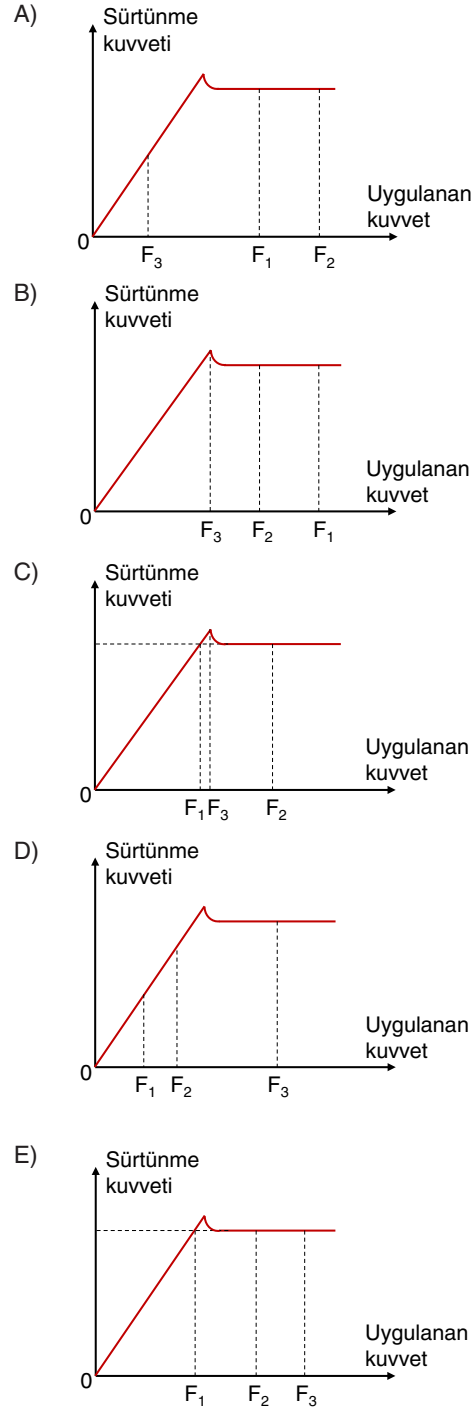 A)
Sürtünme
kuvveti
Uygulanan
kuvvet
0
F₃ F₁ F₂
B)
Sürtünme
kuvveti
Uygulanan
kuvvet
0
F₃ F₂ F₁
C)
Sürtünme
kuvveti
Uygulanan
kuvvet
0
F₁ F₃ F₂
D)
Sürtünme
kuvveti
Uygulanan
kuvvet
0
F₁ F₂ F₃
E)
Sürtünme
kuvveti
Uygulanan
kuvvet
0
F₁ F₂ F₃